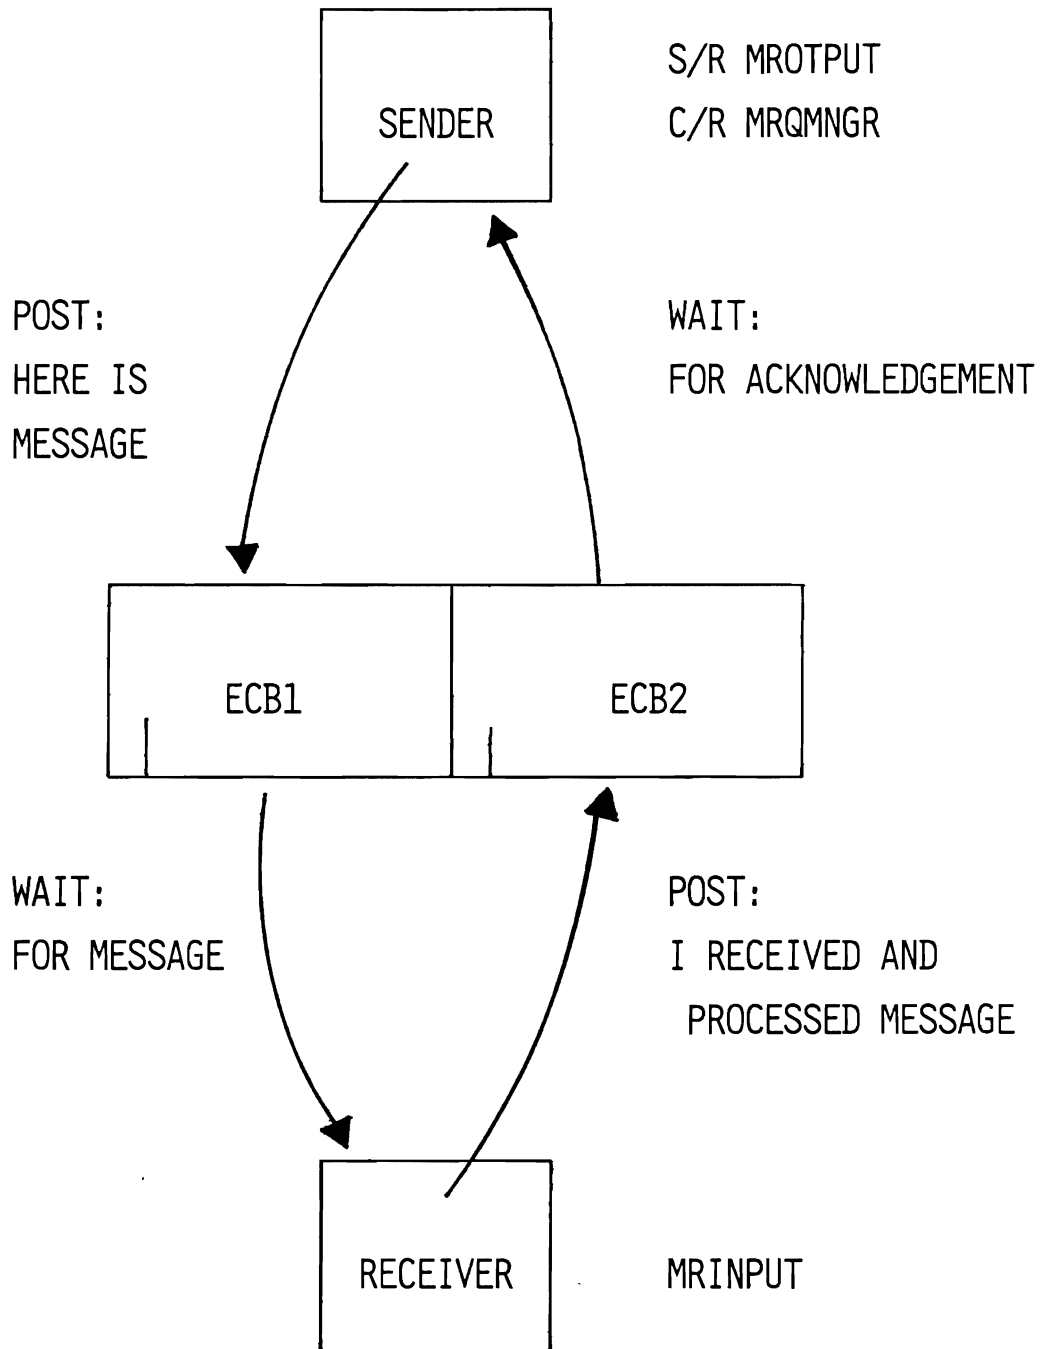 S/R MROTPUT
SENDER
C/R MRQMNGR
POST:
HERE IS
MESSAGE
WAIT:
FOR ACKNOWLEDGEMENT
ECB1
ECB2
WAIT:
FOR MESSAGE
POST:
I RECEIVED AND
PROCESSED MESSAGE
RECEIVER
MRINPUT